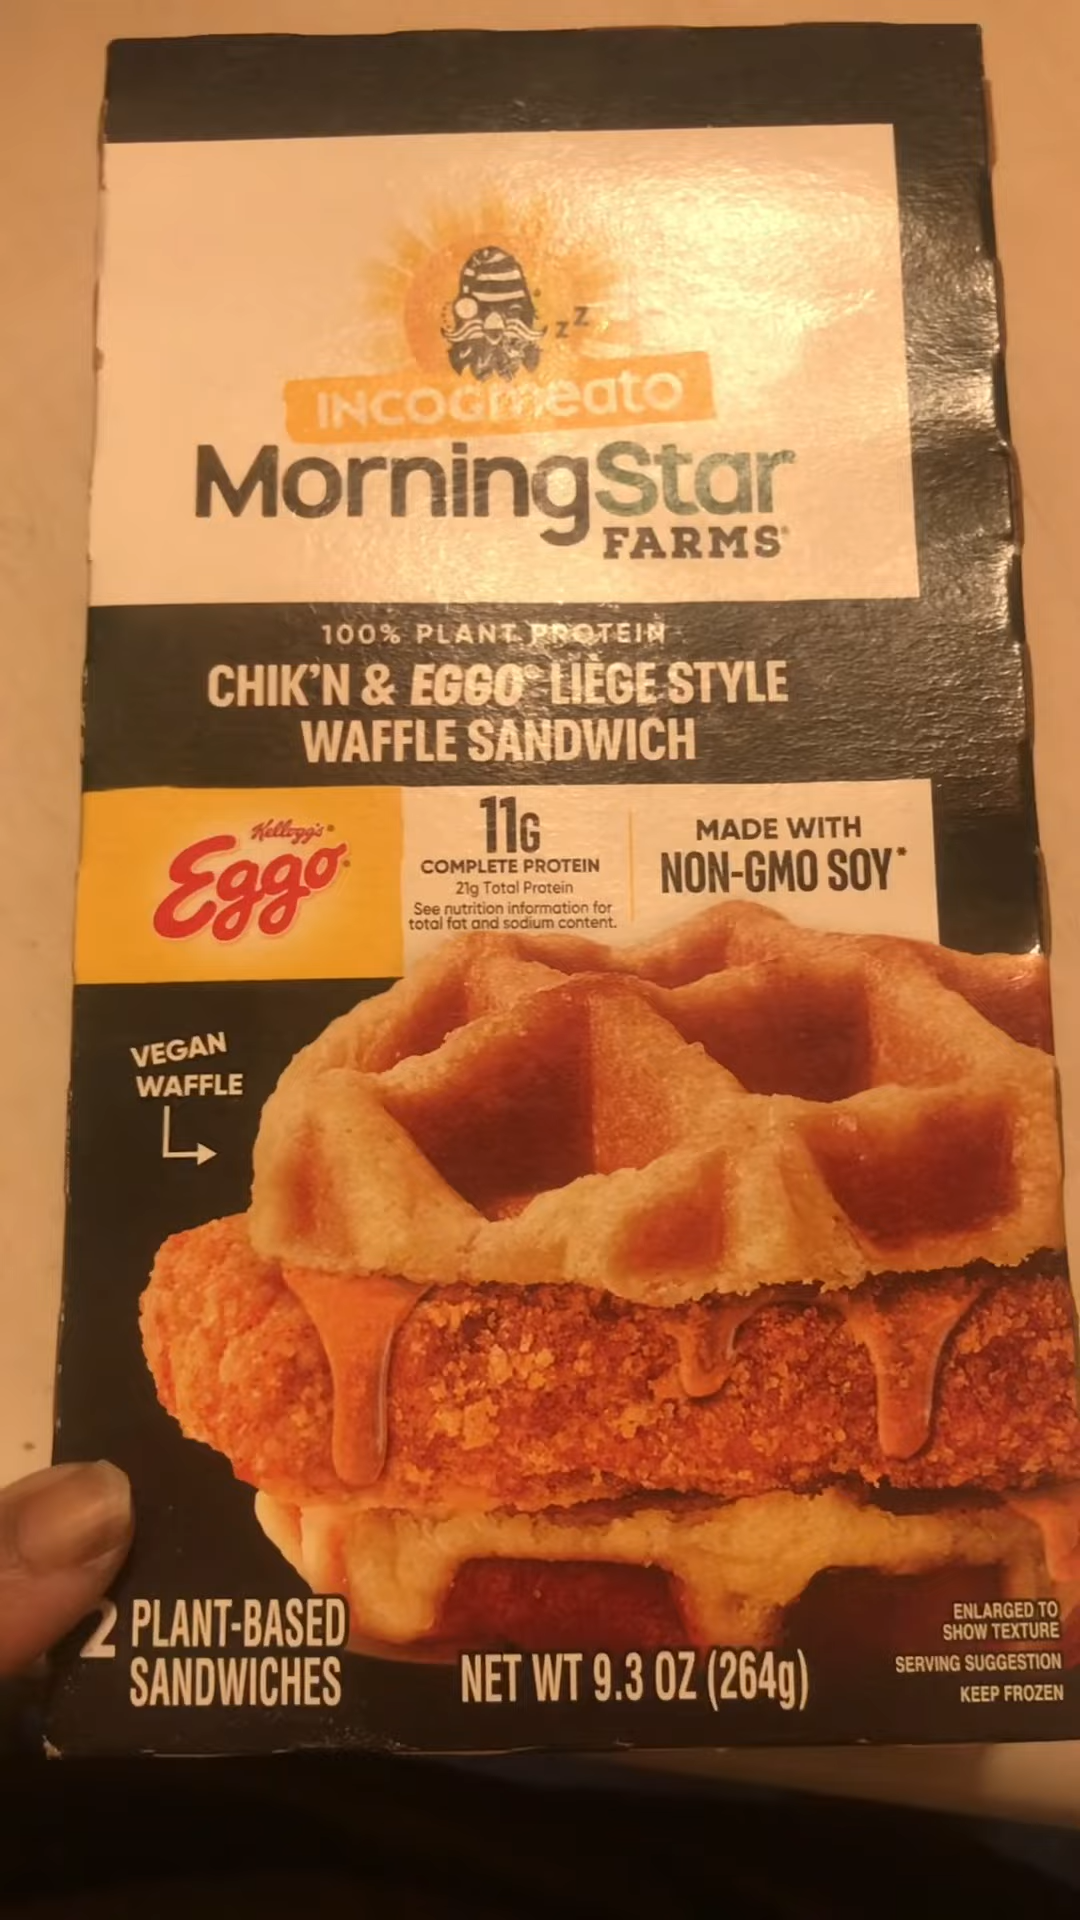 zz
INCOGmeato
MorningStar
FARMS®
100% PLANT PROTEIN
CHIK'N & EGGO® LIÈGE STYLE
WAFFLE SANDWICH
Kellogg's®
Eggo®
11G
COMPLETE PROTEIN
21g Total Protein
See nutrition information for
total fat and sodium content.
MADE WITH
NON-GMO SOY*
VEGAN
WAFFLE
2 PLANT-BASED
SANDWICHES
NET WT 9.3 OZ (264g)
ENLARGED TO
SHOW TEXTURE
SERVING SUGGESTION
KEEP FROZEN